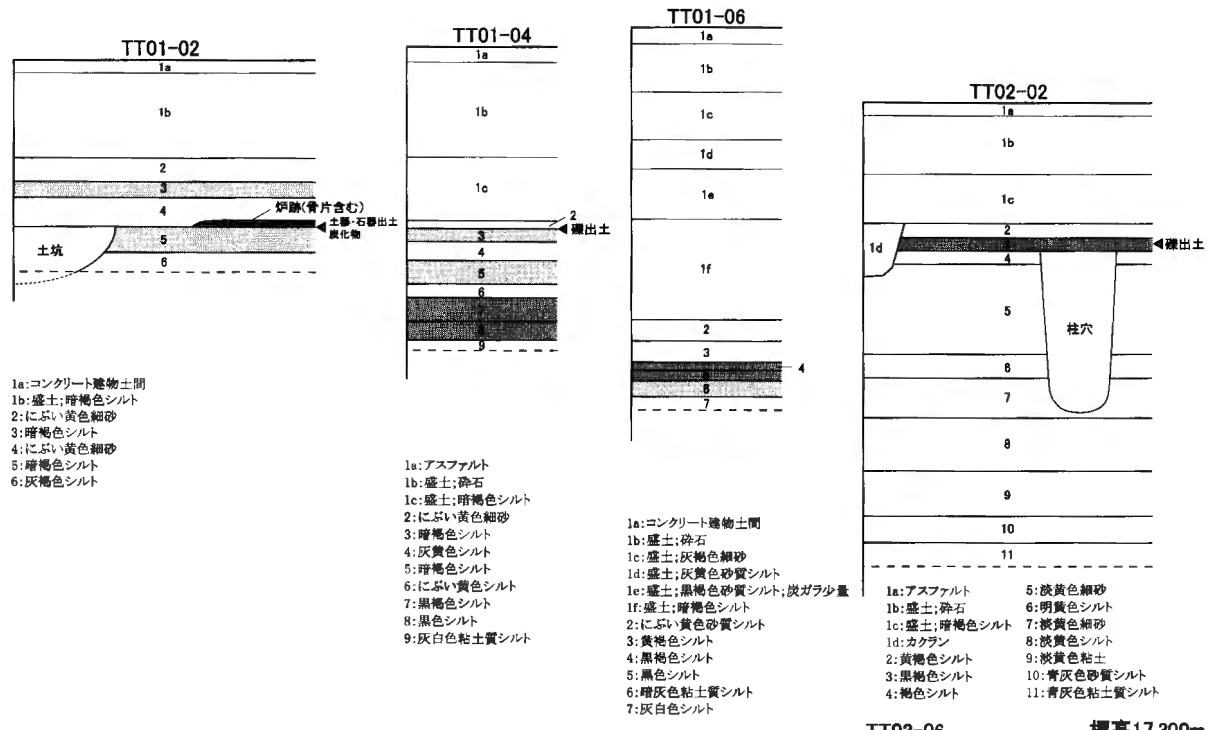 TT01-02
1a
1b
2
3
4
炉跡(骨片含む)
土器・石器出土
炭化物
土坑
5
6
1a:コンクリート建物土間
1b:盛土;暗褐色シルト
2:にぶい黄色細砂
3:暗褐色シルト
4:にぶい黄色細砂
5:暗褐色シルト
6:灰褐色シルト
TT01-04
1a
1b
1c
2
礫出土
3
4
5
6
7
8
9
1a:アスファルト
1b:盛土;砕石
1c:盛土;暗褐色シルト
2:にぶい黄色細砂
3:暗褐色シルト
4:灰黄色シルト
5:暗褐色シルト
6:にぶい黄色シルト
7:黒褐色シルト
8:黒色シルト
9:灰白色粘土質シルト
TT01-06
1a
1b
1c
1d
1e
1f
2
3
4
5
6
7
1a:コンクリート建物土間
1b:盛土;砕石
1c:盛土;灰褐色細砂
1d:盛土;灰黄色砂質シルト
1e:盛土;黒褐色砂質シルト;炭ガラ少量
1f:盛土;暗褐色シルト
2:にぶい黄色砂質シルト
3:黄褐色シルト
4:黒褐色シルト
5:黒色シルト
6:暗灰色粘土質シルト
7:灰白色シルト
TT02-02
1a
1b
1c
1d
2
礫出土
4
5
柱穴
6
7
8
9
10
11
1a:アスファルト
1b:盛土;砕石
1c:盛土;暗褐色シルト
1d:カクラン
2:黄褐色シルト
3:黒褐色シルト
4:褐色シルト
5:淡黄色細砂
6:明黄色シルト
7:淡黄色細砂
8:淡黄色シルト
9:淡黄色粘土
10:青灰色砂質シルト
11:青灰色粘土質シルト